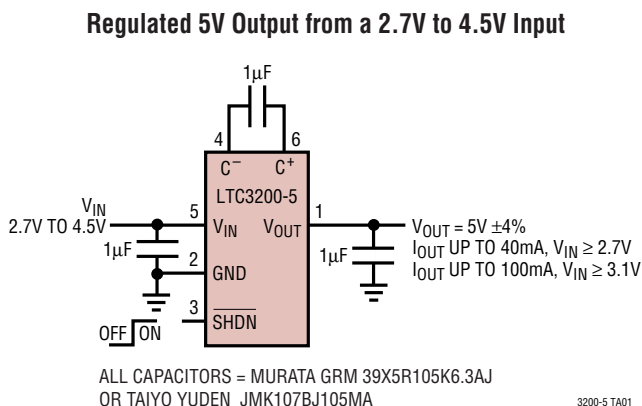 Regulated 5V Output from a 2.7V to 4.5V Input
1µF
4
6
C–
C+
LTC3200-5
VIN
2.7V TO 4.5V
5
VIN
VOUT
1
VOUT = 5V ±4%
IOUT UP TO 40mA, VIN ≥ 2.7V
IOUT UP TO 100mA, VIN ≥ 3.1V
1µF
1µF
2
GND
3
SHDN
OFF
ON
ALL CAPACITORS = MURATA GRM 39X5R105K6.3AJ
OR TAIYO YUDEN JMK107BJ105MA
3200-5 TA01